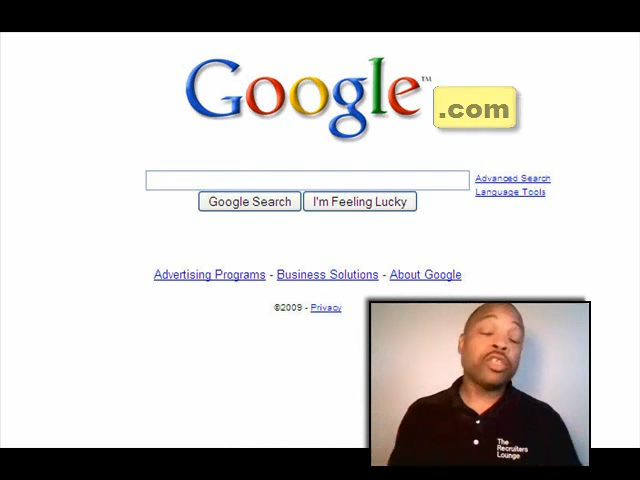 Google™
.com
Advanced Search
Language Tools
Google Search I'm Feeling Lucky
Advertising Programs - Business Solutions - About Google
©2009 - Privacy
The
Recruiters
Lounge